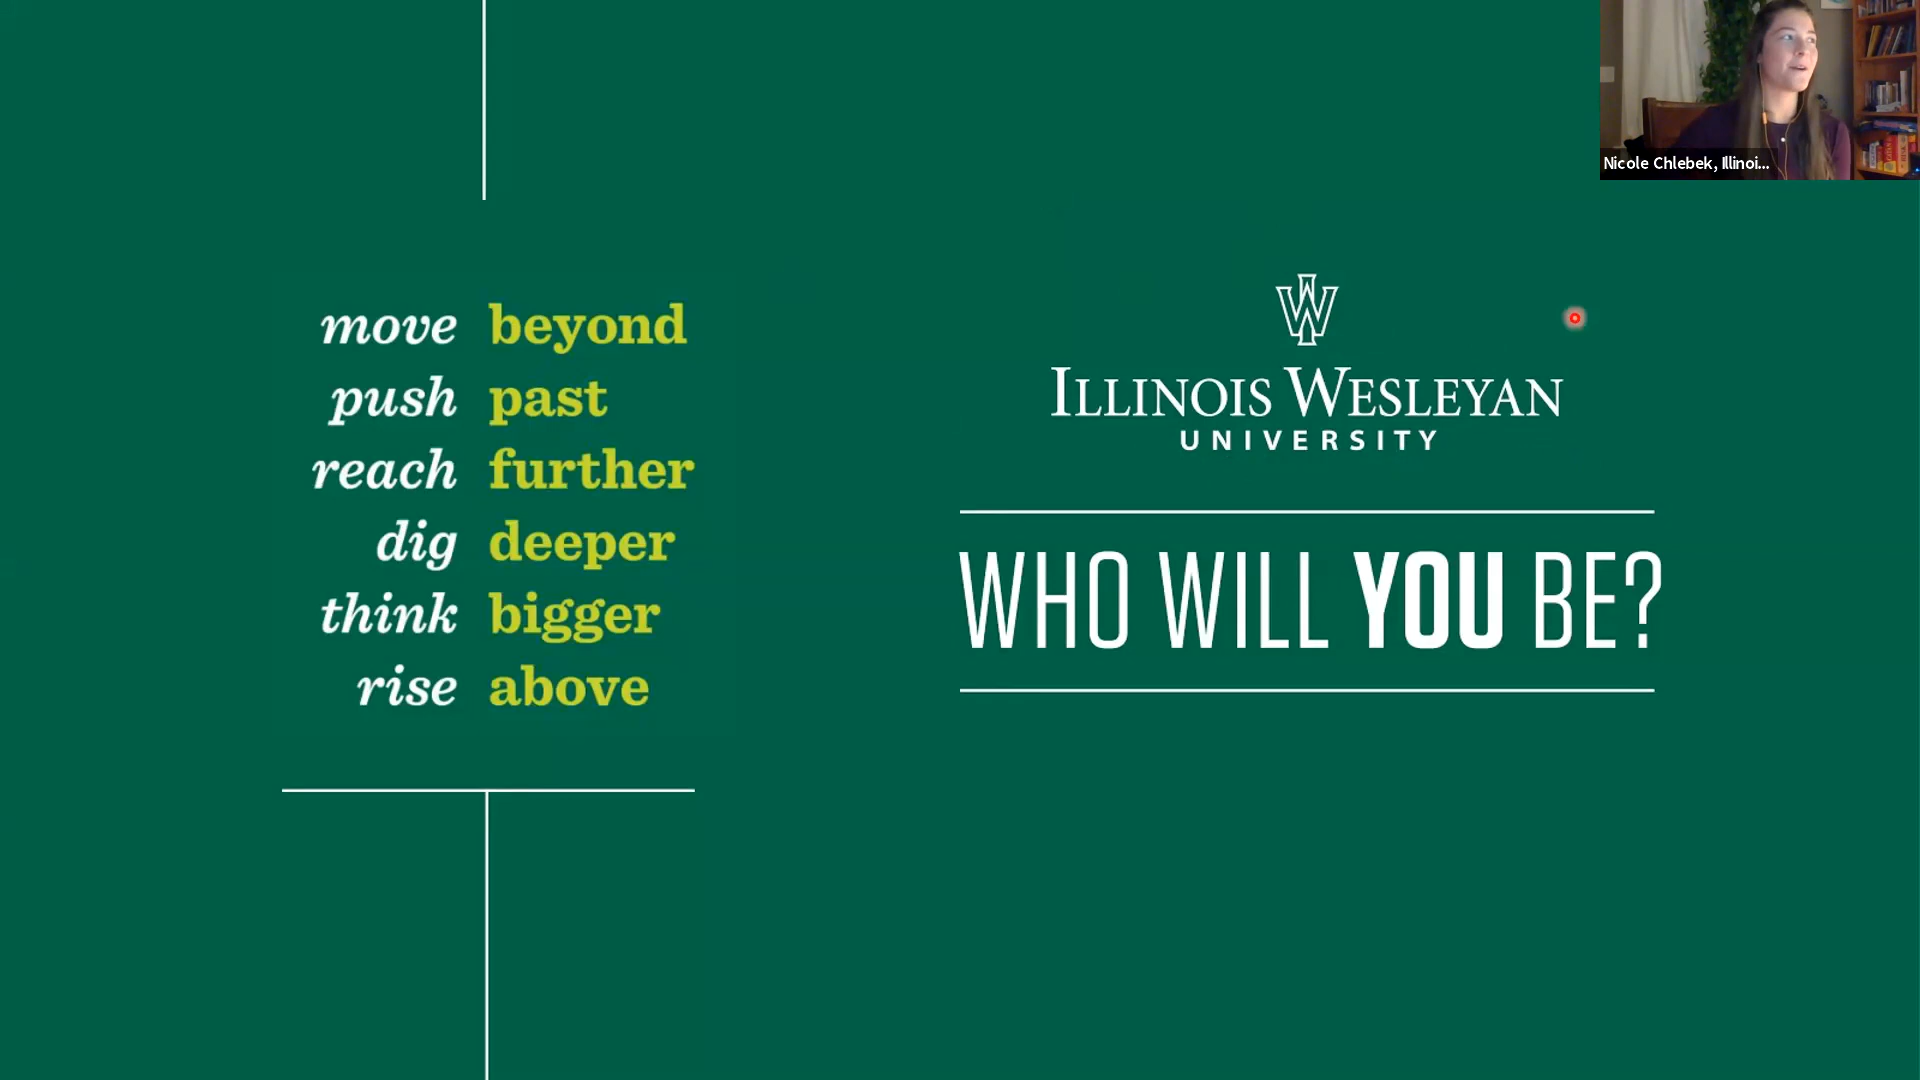 move beyond
push past
reach further
dig deeper
think bigger
rise above
ILLINOIS WESLEYAN
UNIVERSITY
WHO WILL YOU BE?
Nicole Chlebek, Illinoi...